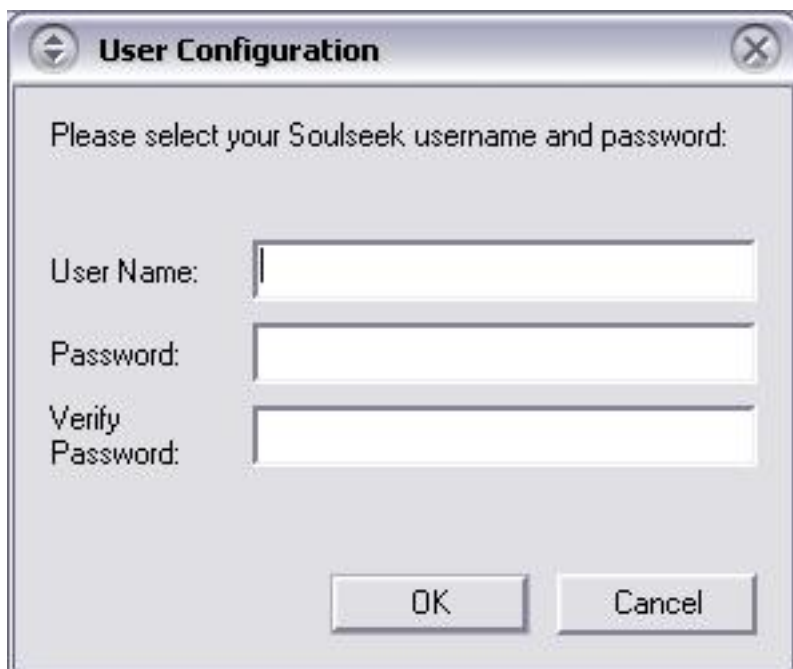 User Configuration
Please select your Soulseek username and password:
User Name:
Password:
Verify
Password:
OK
Cancel